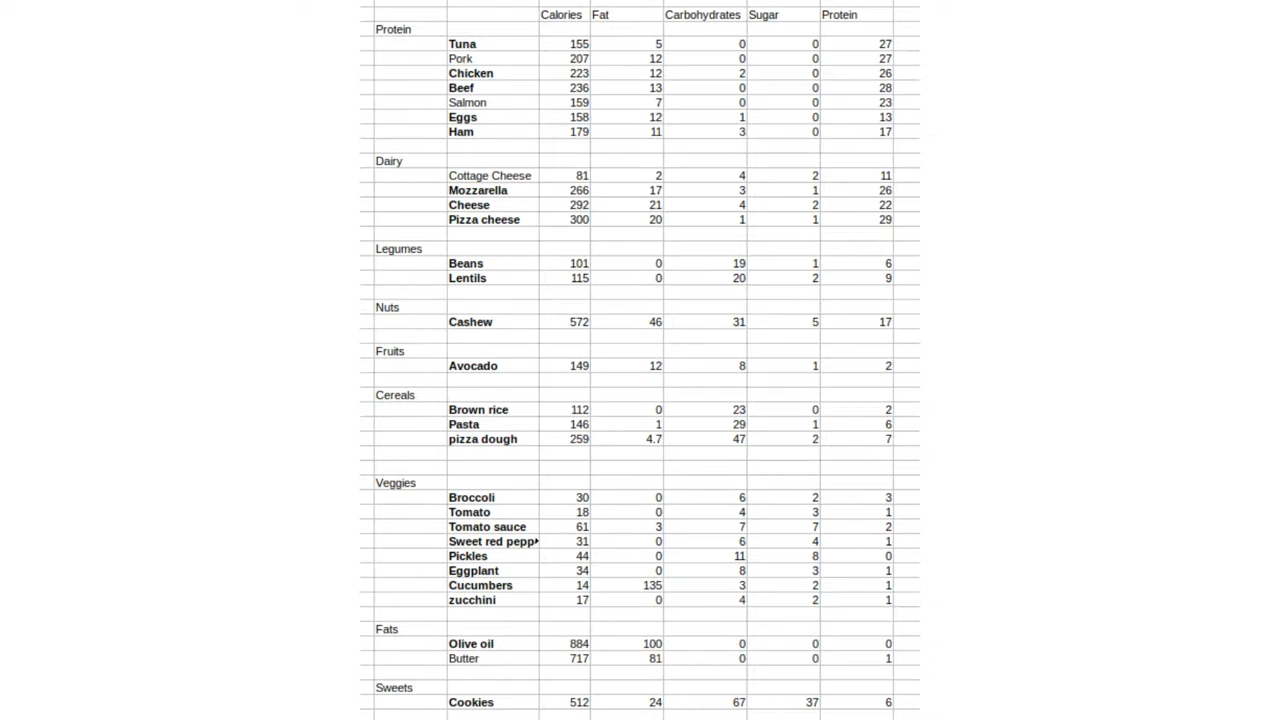 Calories Fat Carbohydrates Sugar Protein
Protein
Tuna 155 5 0 0 27
Pork 207 12 0 0 27
Chicken 223 12 2 0 26
Beef 236 13 0 0 28
Salmon 159 7 0 0 23
Eggs 158 12 1 0 13
Ham 179 11 3 0 17
Dairy
Cottage Cheese 81 2 4 2 11
Mozzarella 266 17 3 1 26
Cheese 292 21 4 2 22
Pizza cheese 300 20 1 1 29
Legumes
Beans 101 0 19 1 6
Lentils 115 0 20 2 9
Nuts
Cashew 572 46 31 5 17
Fruits
Avocado 149 12 8 1 2
Cereals
Brown rice 112 0 23 0 2
Pasta 146 1 29 1 6
pizza dough 259 4.7 47 2 7
Veggies
Broccoli 30 0 6 2 3
Tomato 18 0 4 3 1
Tomato sauce 61 3 7 7 2
Sweet red pepp 31 0 6 4 1
Pickles 44 0 11 8 0
Eggplant 34 0 8 3 1
Cucumbers 14 135 3 2 1
zucchini 17 0 4 2 1
Fats
Olive oil 884 100 0 0 0
Butter 717 81 0 0 1
Sweets
Cookies 512 24 67 37 6